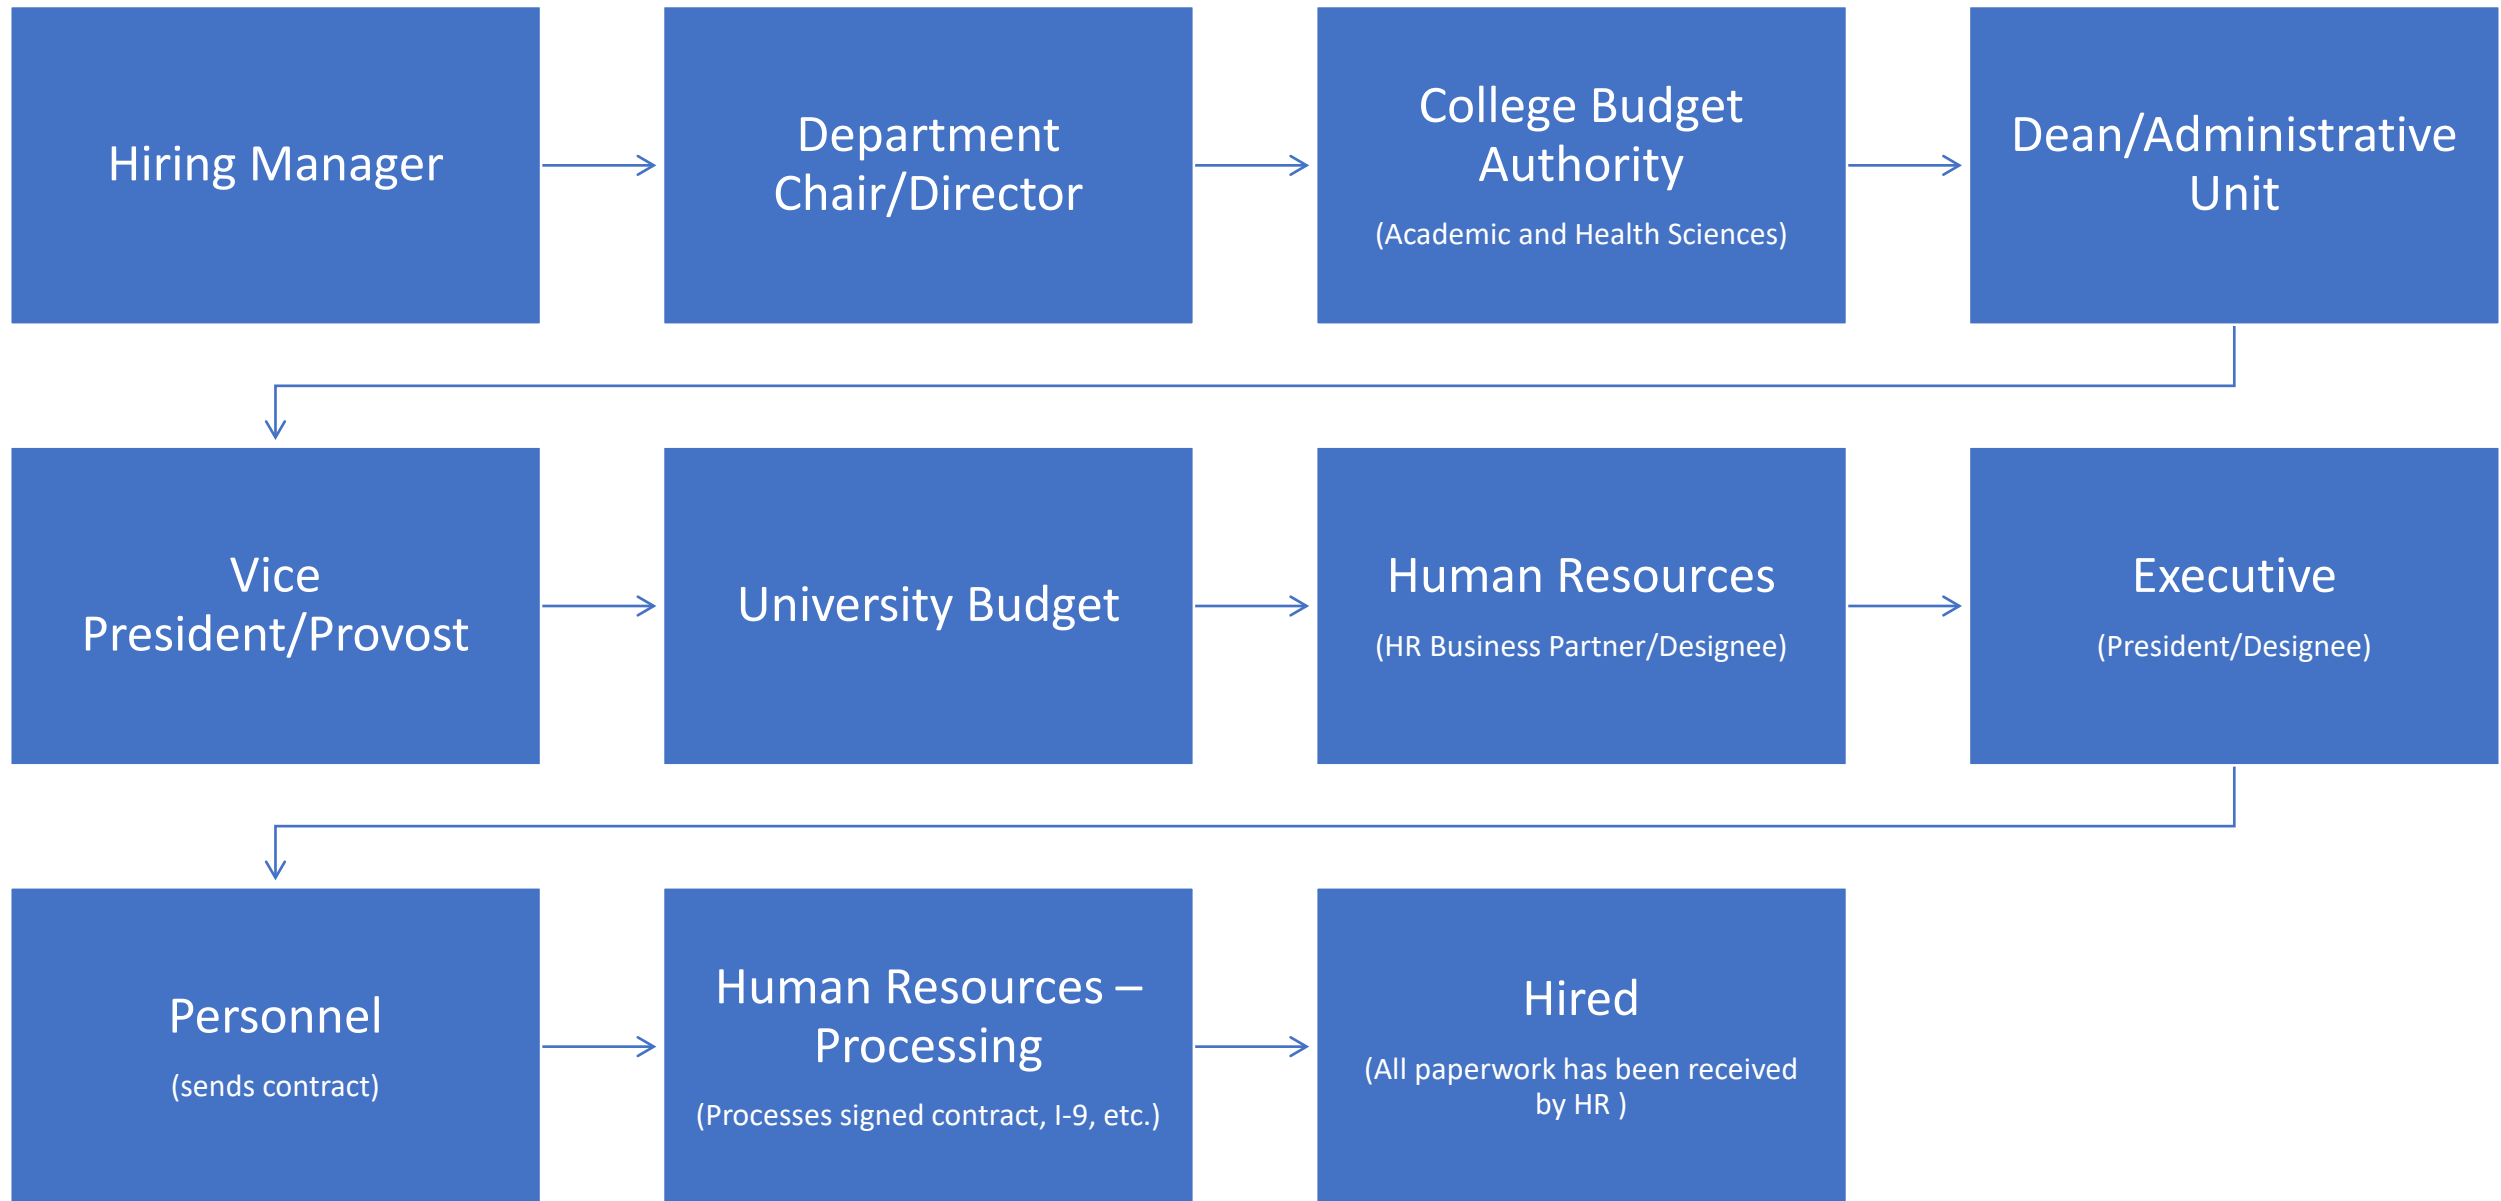 Hiring Manager
Department
Chair/Director
College Budget
Authority
(Academic and Health Sciences)
Dean/Administrative
Unit
Vice
President/Provost
University Budget
Human Resources
(HR Business Partner/Designee)
Executive
(President/Designee)
Personnel
(sends contract)
Human Resources –
Processing
(Processes signed contract, I-9, etc.)
Hired
(All paperwork has been received
by HR )